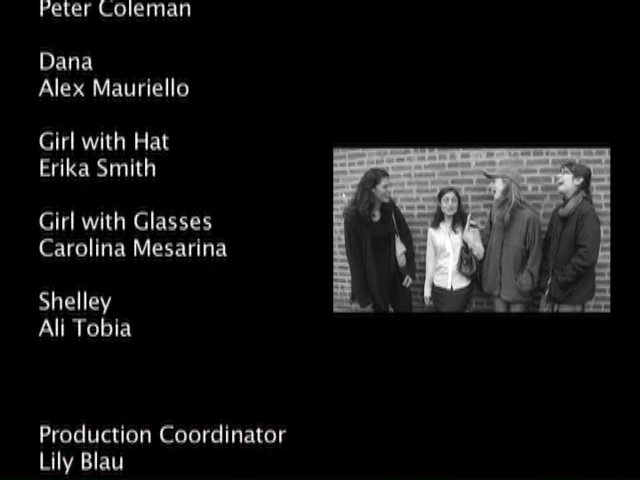 Peter Coleman
Dana
Alex Mauriello
Girl with Hat
Erika Smith
Girl with Glasses
Carolina Mesarina
Shelley
Ali Tobia
Production Coordinator
Lily Blau